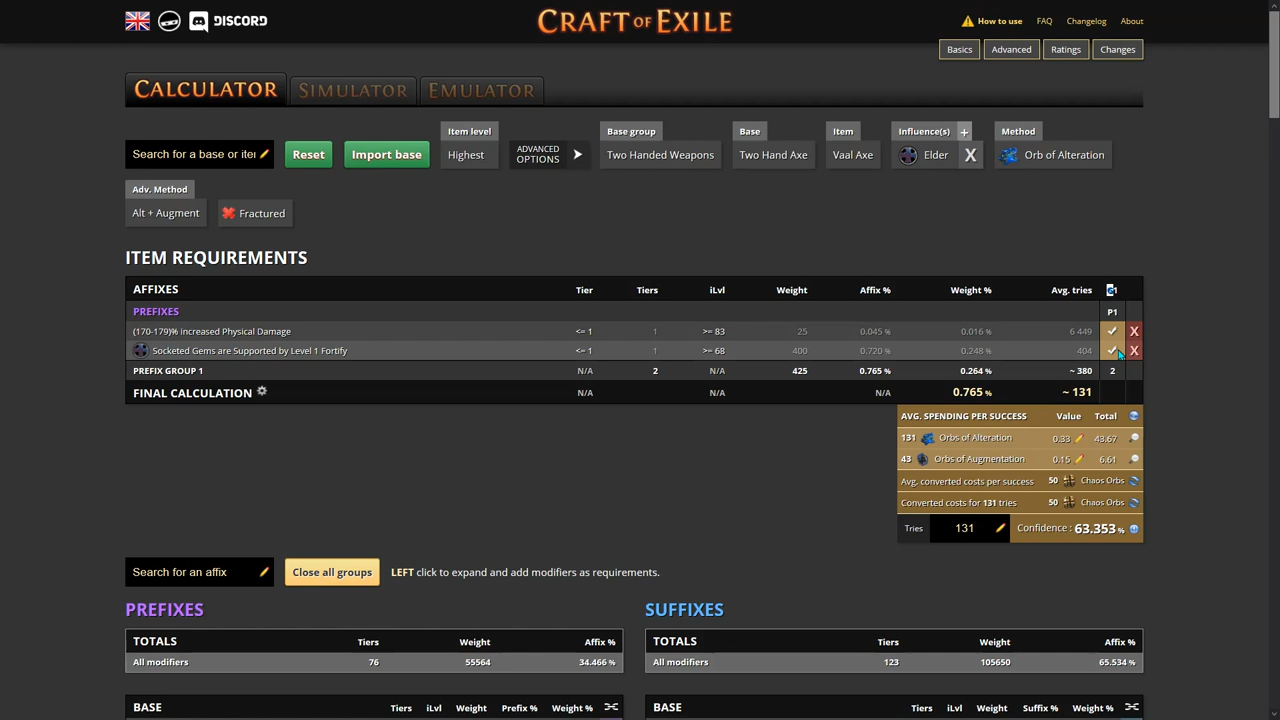 DISCORD
CRAFT OF EXILE
How to use FAQ Changelog About
Basics Advanced Ratings Changes
CALCULATOR SIMULATOR EMULATOR
Item level Base group Base Item Influence(s) + Method
Search for a base or iter Reset Import base Highest ADVANCED OPTIONS Two Handed Weapons Two Hand Axe Vaal Axe Elder X Orb of Alteration
Adv. Method
Alt + Augment Fractured
ITEM REQUIREMENTS
AFFIXES Tier Tiers iLvl Weight Affix % Weight % Avg. tries
PREFIXES P1
(170-179)% increased Physical Damage <= 1 1 >= 83 25 0.045 % 0.016 % 6 449 X
Socketed Gems are Supported by Level 1 Fortify <= 1 1 >= 68 400 0.720 % 0.248 % 404 X
PREFIX GROUP 1 N/A 2 N/A 425 0.765 % 0.264 % ~ 380 2
FINAL CALCULATION N/A N/A N/A N/A 0.765 % ~ 131
AVG. SPENDING PER SUCCESS Value Total
131 Orbs of Alteration 0.33 43.67
43 Orbs of Augmentation 0.15 6.61
Avg. converted costs per success 50 Chaos Orbs
Converted costs for 131 tries 50 Chaos Orbs
Tries 131 Confidence : 63.353 %
Search for an affix Close all groups LEFT click to expand and add modifiers as requirements.
PREFIXES SUFFIXES
TOTALS Tiers Weight Affix % TOTALS Tiers Weight Affix %
All modifiers 76 55564 34.466 % All modifiers 123 105650 65.534 %
BASE Tiers iLvl Weight Prefix % Weight % BASE Tiers iLvl Weight Suffix % Weight %